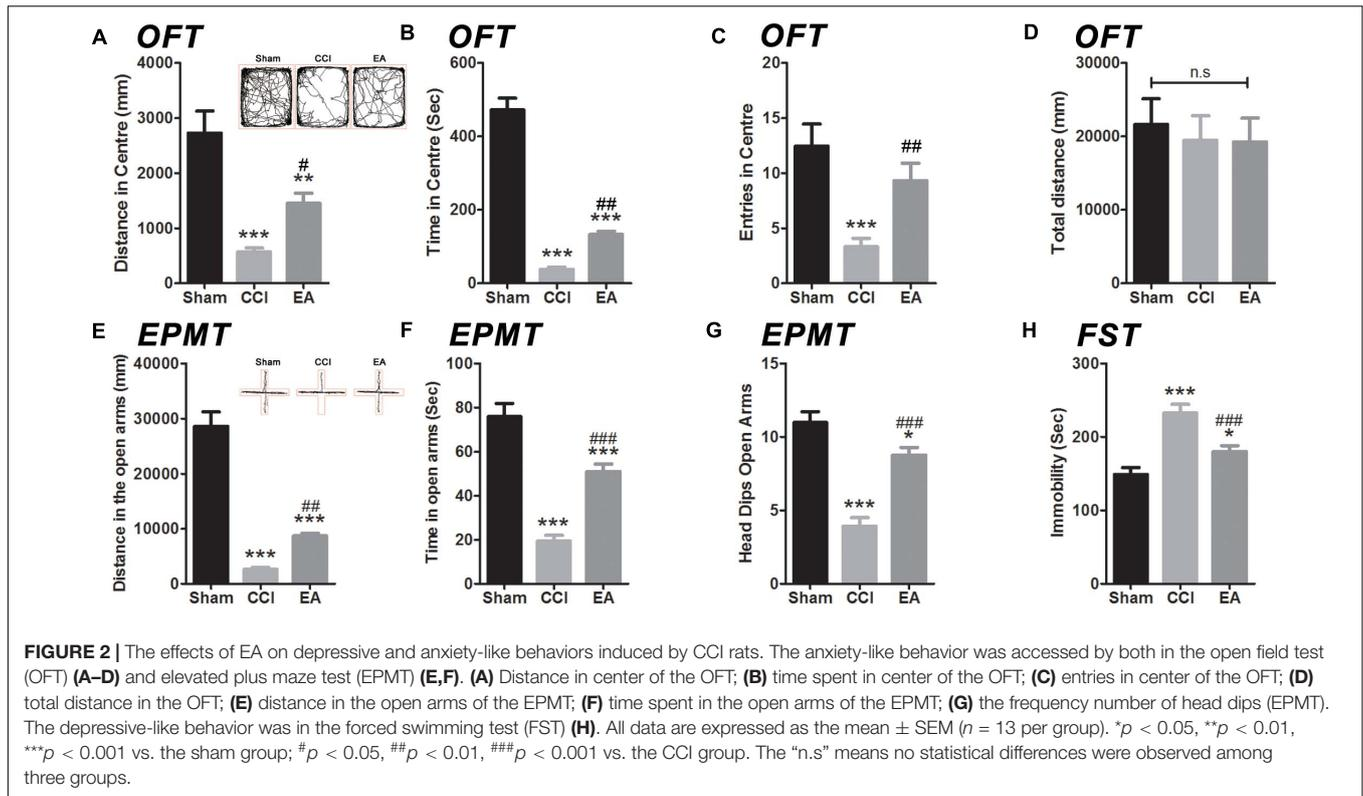 A OFT
Distance in Centre (mm)
4000
3000
2000
1000
0
Sham CCI EA
***
#
**
Sham CCI EA
B OFT
Time in Centre (Sec)
600
400
200
0
***
##
***
Sham CCI EA
C OFT
Entries in Centre
20
15
10
5
0
***
##
Sham CCI EA
D OFT
Total distance (mm)
30000
20000
10000
0
n.s
Sham CCI EA
E EPMT
Distance in the open arms (mm)
40000
30000
20000
10000
0
Sham CCI EA
***
##
***
Sham CCI EA
F EPMT
Time in open arms (Sec)
100
80
60
40
20
0
***
###
***
Sham CCI EA
G EPMT
Head Dips Open Arms
15
10
5
0
***
###
*
Sham CCI EA
H FST
Immobility (Sec)
300
200
100
0
***
###
*
Sham CCI EA
FIGURE 2 | The effects of EA on depressive and anxiety-like behaviors induced by CCI rats. The anxiety-like behavior was accessed by both in the open field test
(OFT) (A–D) and elevated plus maze test (EPMT) (E,F). (A) Distance in center of the OFT; (B) time spent in center of the OFT; (C) entries in center of the OFT; (D)
total distance in the OFT; (E) distance in the open arms of the EPMT; (F) time spent in the open arms of the EPMT; (G) the frequency number of head dips (EPMT).
The depressive-like behavior was in the forced swimming test (FST) (H). All data are expressed as the mean ± SEM (n = 13 per group). *p < 0.05, **p < 0.01,
***p < 0.001 vs. the sham group; #p < 0.05, ##p < 0.01, ###p < 0.001 vs. the CCI group. The “n.s” means no statistical differences were observed among
three groups.